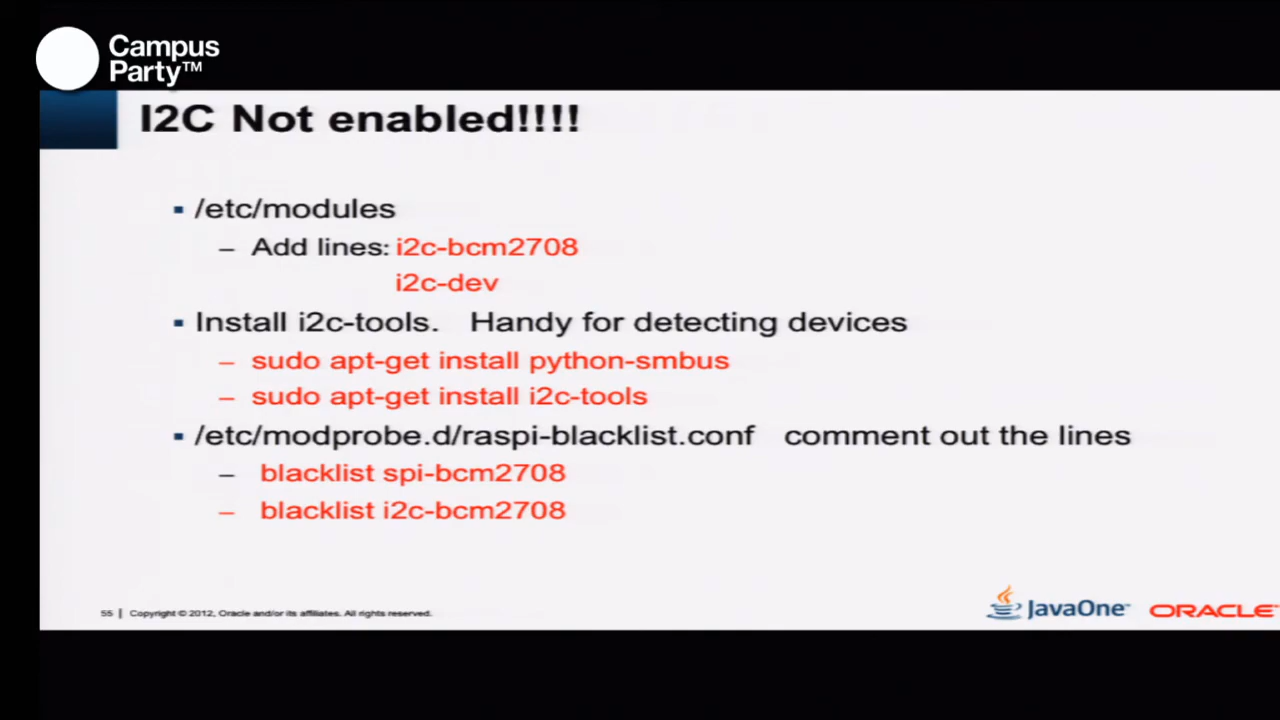 Campus
Party™
I2C Not enabled!!!!
▪ /etc/modules
– Add lines: i2c-bcm2708
i2c-dev
▪ Install i2c-tools. Handy for detecting devices
– sudo apt-get install python-smbus
– sudo apt-get install i2c-tools
▪ /etc/modprobe.d/raspi-blacklist.conf comment out the lines
– blacklist spi-bcm2708
– blacklist i2c-bcm2708
55 | Copyright © 2012, Oracle and/or its affiliates. All rights reserved.
JavaOne™ ORACLE